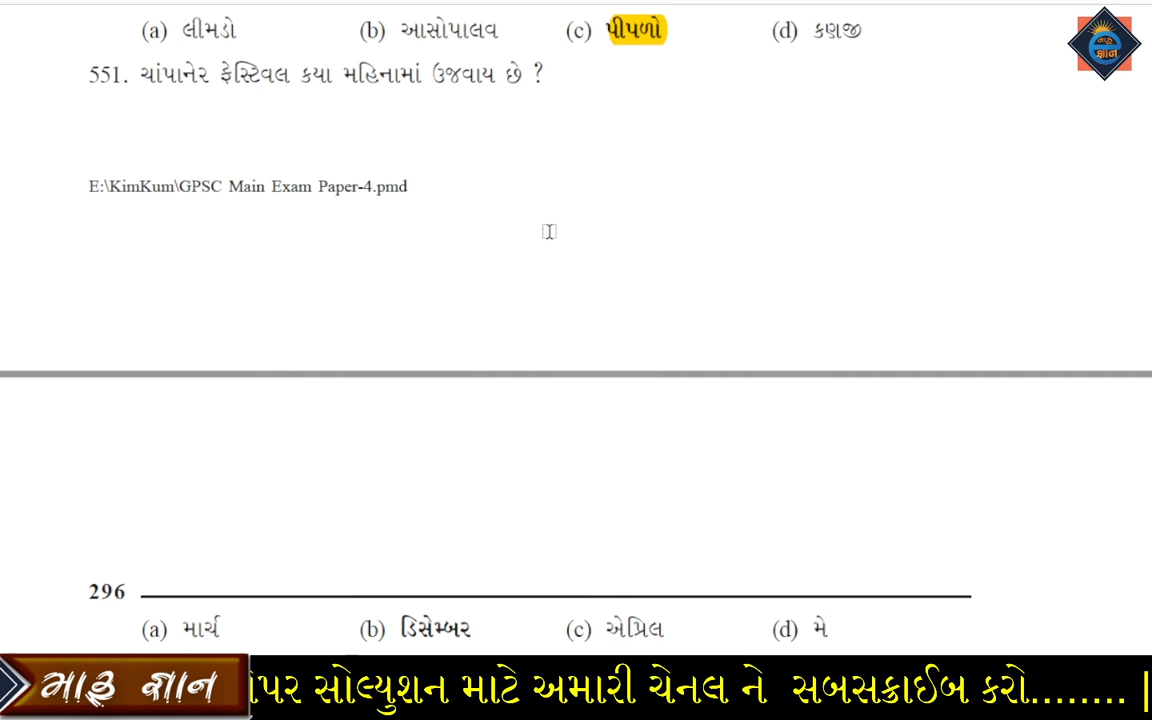 (a) લીમડો (b) આસોપાલવ (c) પીપળો (d) કણજી
551. ચાંપાનેર ફેસ્ટિવલ કયા મહિનામાં ઉજવાય છે ?
E:\KimKum\GPSC Main Exam Paper-4.pmd
296
(a) માર્ચ (b) ડિસેમ્બર (c) એપ્રિલ (d) મે
મારૂ જ્ઞાન
સોલ્યુશન માટે અમારી ચેનલ ને સબસક્રાઈબ કરો........ |